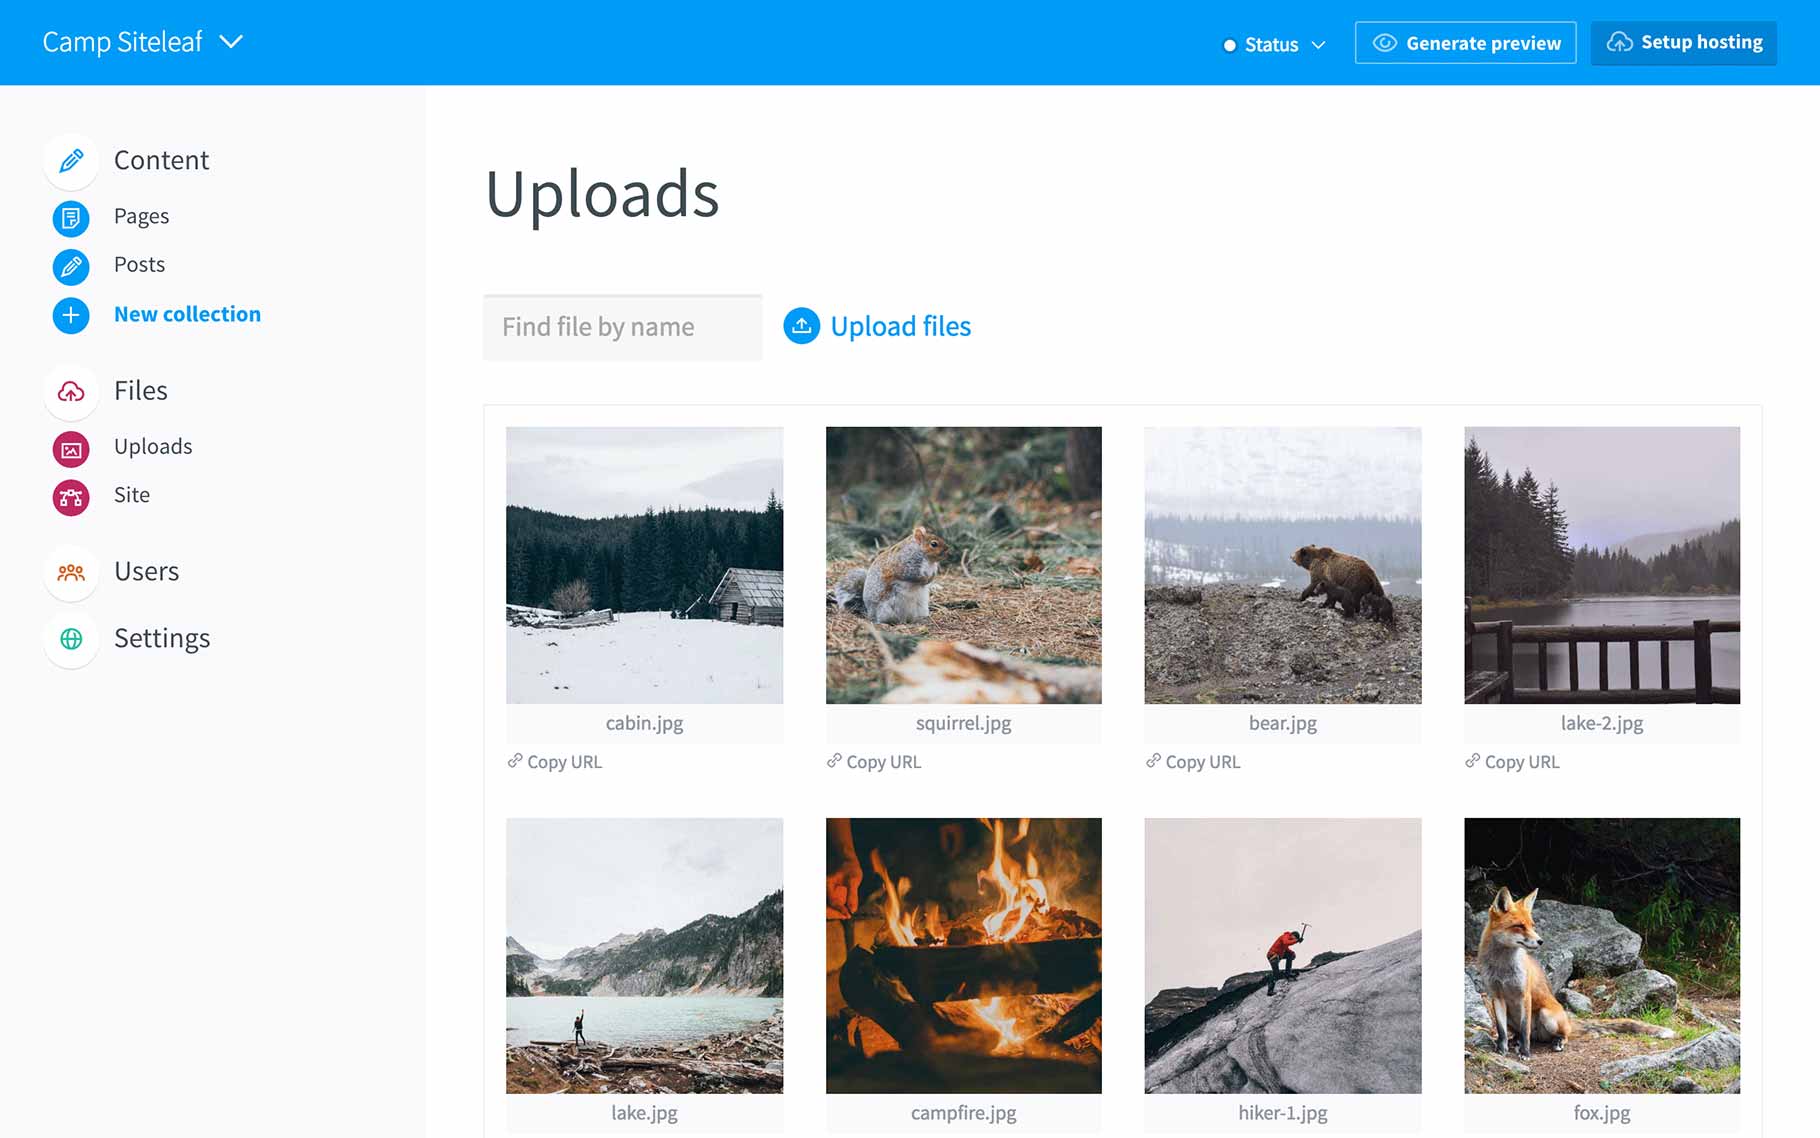 Camp Siteleaf
Status
Generate preview
Setup hosting
Content
Pages
Posts
New collection
Files
Uploads
Site
Users
Settings
Uploads
Find file by name
Upload files
cabin.jpg
squirrel.jpg
bear.jpg
lake-2.jpg
Copy URL
Copy URL
Copy URL
Copy URL
lake.jpg
campfire.jpg
hiker-1.jpg
fox.jpg